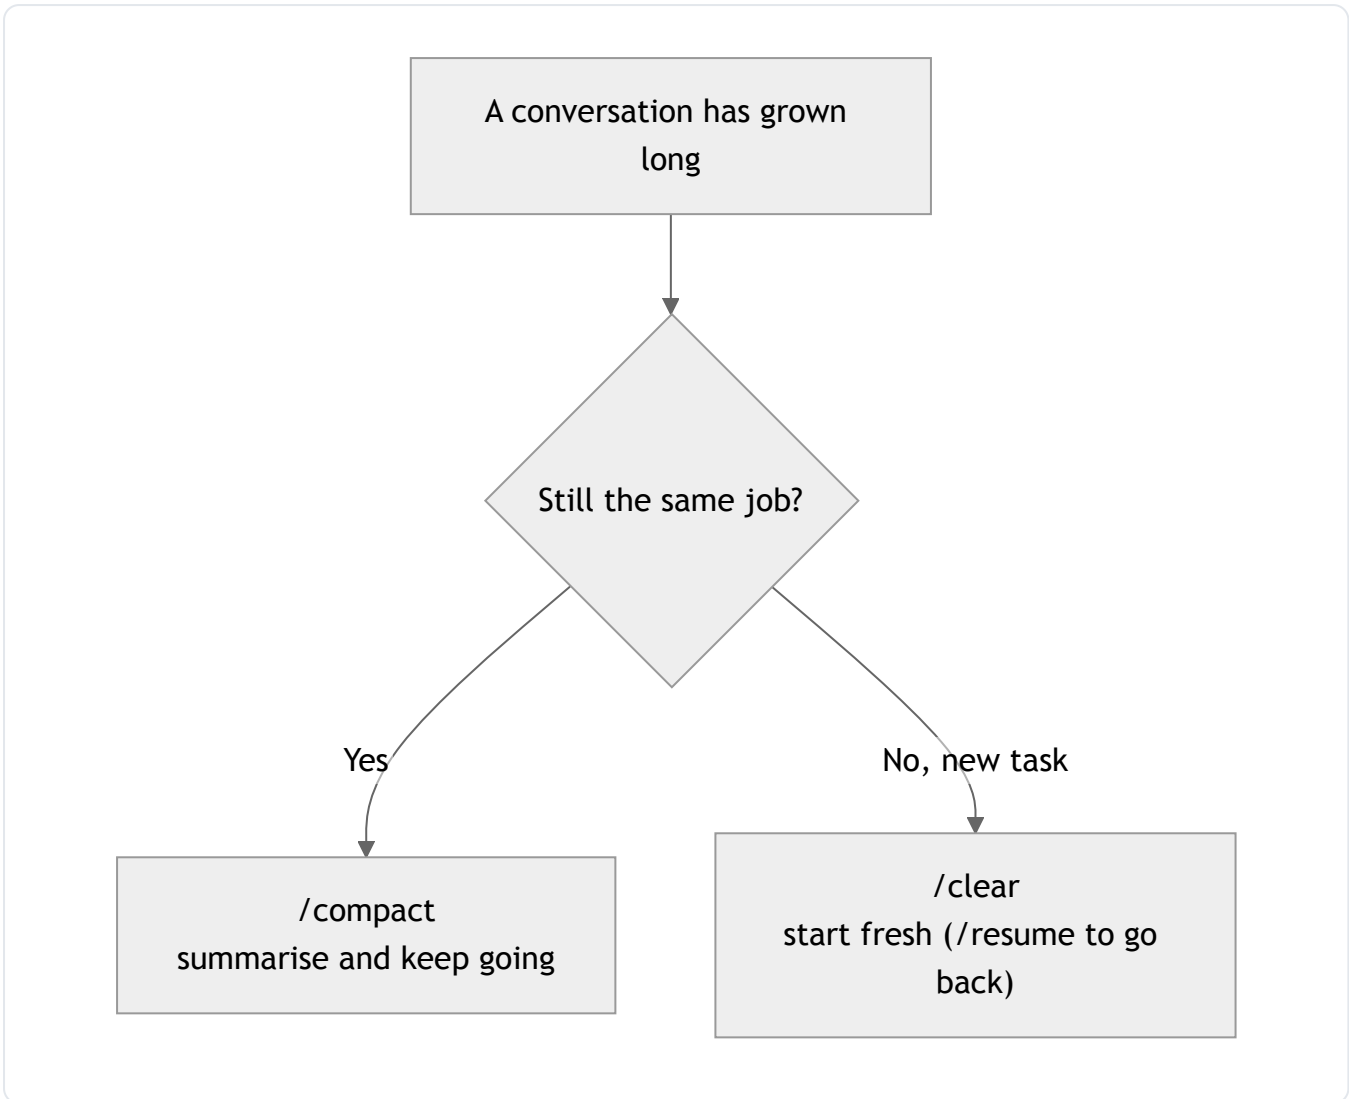 A conversation has grown
long
Still the same job?
Yes
No, new task
/compact
summarise and keep going
/clear
start fresh (/resume to go
back)